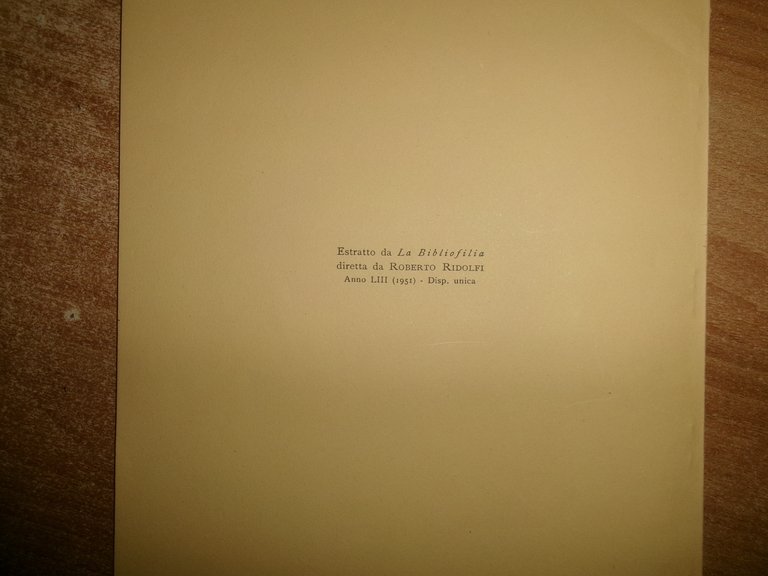 Estratto da La Bibliofilia
diretta da ROBERTO RIDOLFI
Anno LIII (1951) - Disp. unica